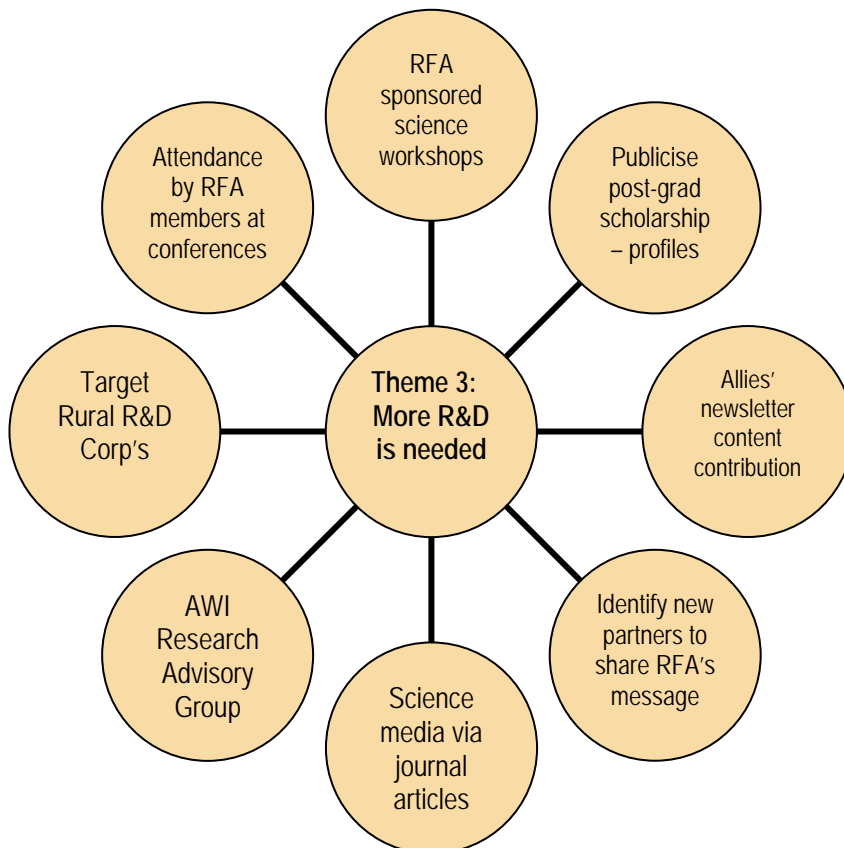 RFA
sponsored
science
workshops
Publicise
post-grad
scholarship
– profiles
Allies'
newsletter
content
contribution
Identify new
partners to
share RFA's
message
Science
media via
journal
articles
AWI
Research
Advisory
Group
Target
Rural R&D
Corp's
Attendance
by RFA
members at
conferences
Theme 3:
More R&D
is needed